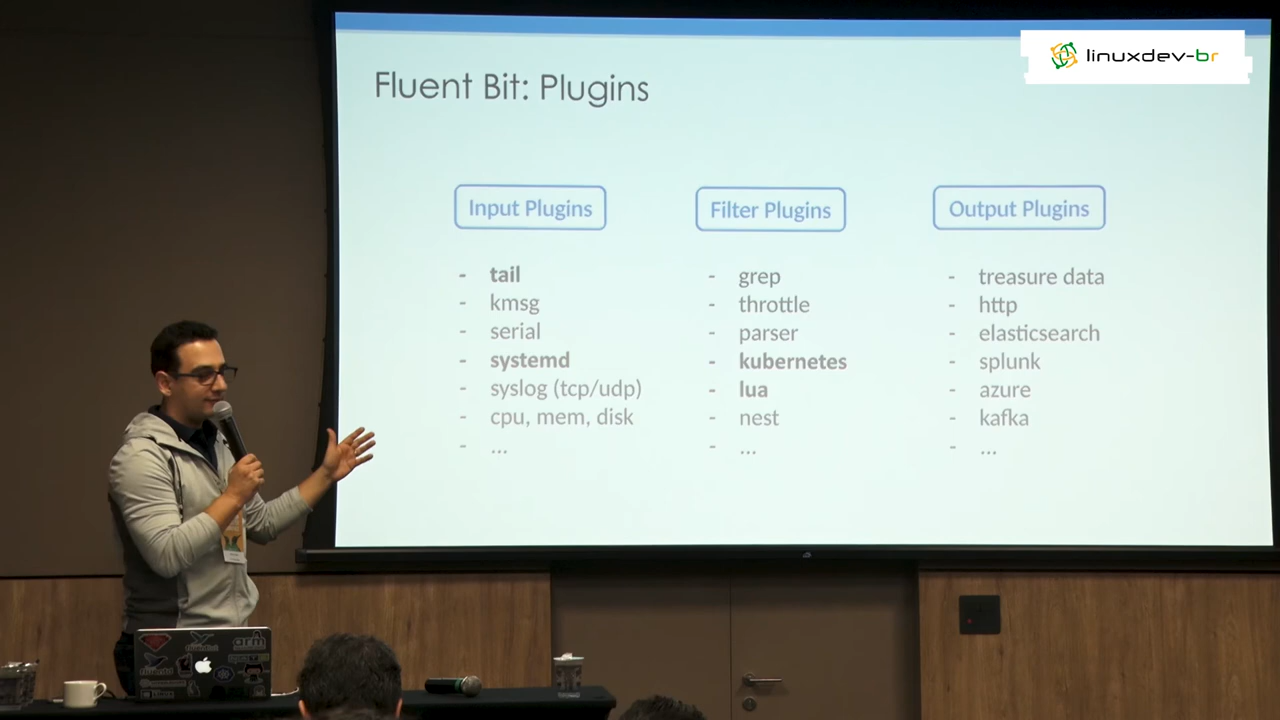 linuxdev-br
Fluent Bit: Plugins
Input Plugins
- tail
- kmsg
- serial
- systemd
- syslog (tcp/udp)
- cpu, mem, disk
- ...
Filter Plugins
- grep
- throttle
- parser
- kubernetes
- lua
- nest
- ...
Output Plugins
- treasure data
- http
- elasticsearch
- splunk
- azure
- kafka
- ...
arm